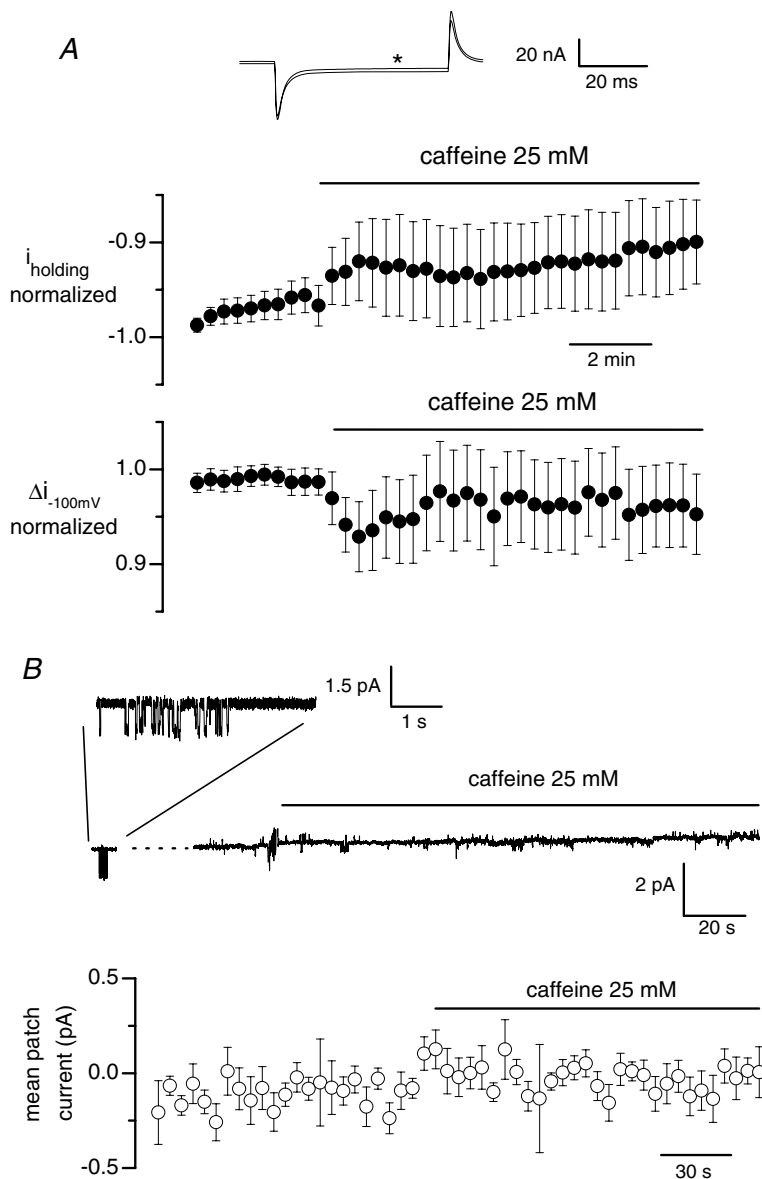 A
*
20 nA
20 ms
caffeine 25 mM
-0.9
i holding
normalized
-1.0
2 min
caffeine 25 mM
1.0
Δi -100mV
normalized
0.9
B
1.5 pA
1 s
caffeine 25 mM
2 pA
20 s
0.5
caffeine 25 mM
mean patch
current (pA)
0.0
-0.5
30 s